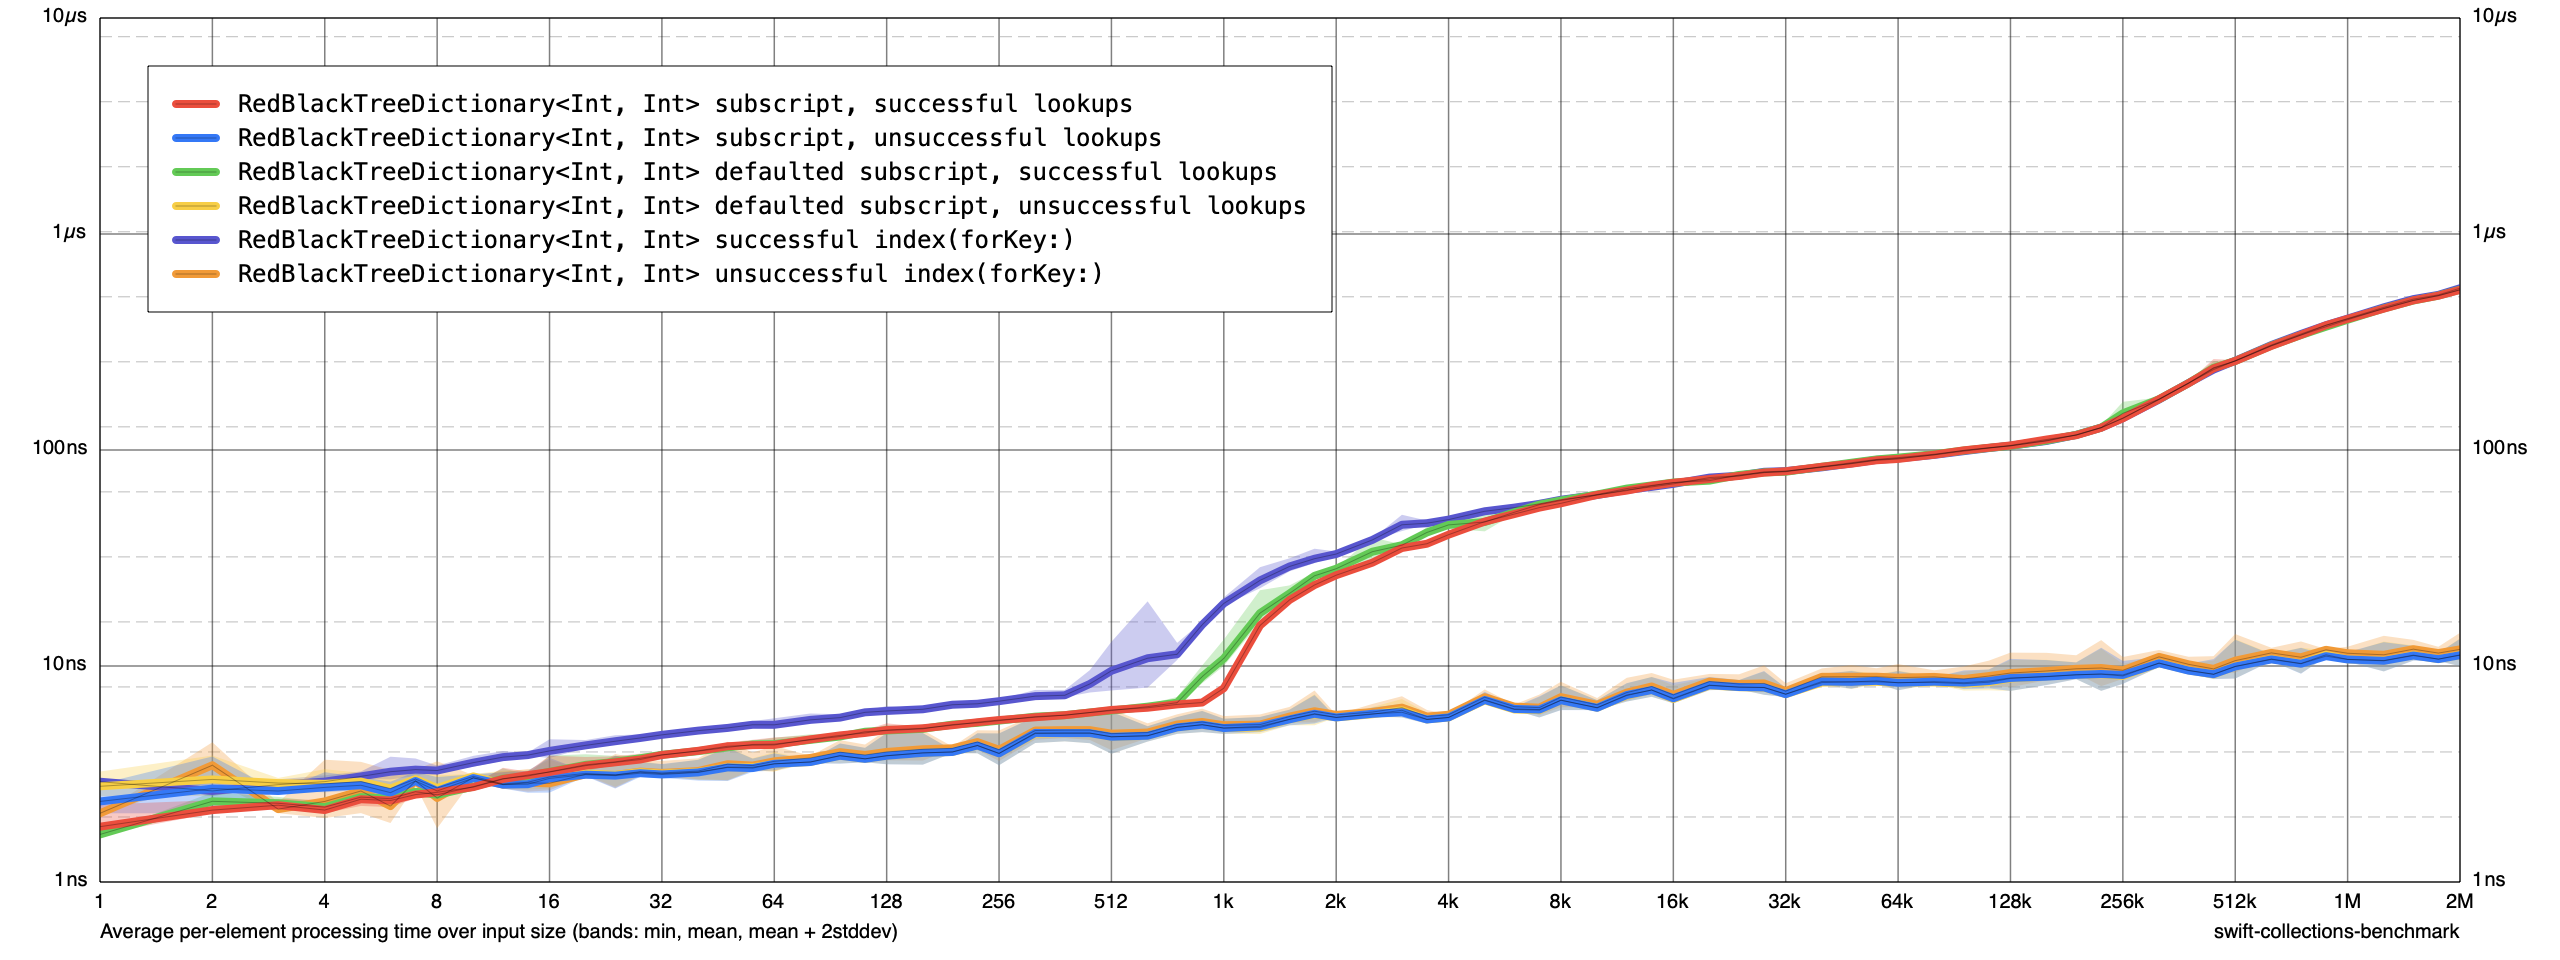 10µs
10µs
RedBlackTreeDictionary<Int, Int> subscript, successful lookups
RedBlackTreeDictionary<Int, Int> subscript, unsuccessful lookups
RedBlackTreeDictionary<Int, Int> defaulted subscript, successful lookups
RedBlackTreeDictionary<Int, Int> defaulted subscript, unsuccessful lookups
1µs
1µs
RedBlackTreeDictionary<Int, Int> successful index(forKey:)
RedBlackTreeDictionary<Int, Int> unsuccessful index(forKey:)
100ns
100ns
10ns
10ns
1ns
1ns
1 2 4 8 16 32 64 128 256 512 1k 2k 4k 8k 16k 32k 64k 128k 256k 512k 1M 2M
Average per-element processing time over input size (bands: min, mean, mean + 2stddev)
swift-collections-benchmark